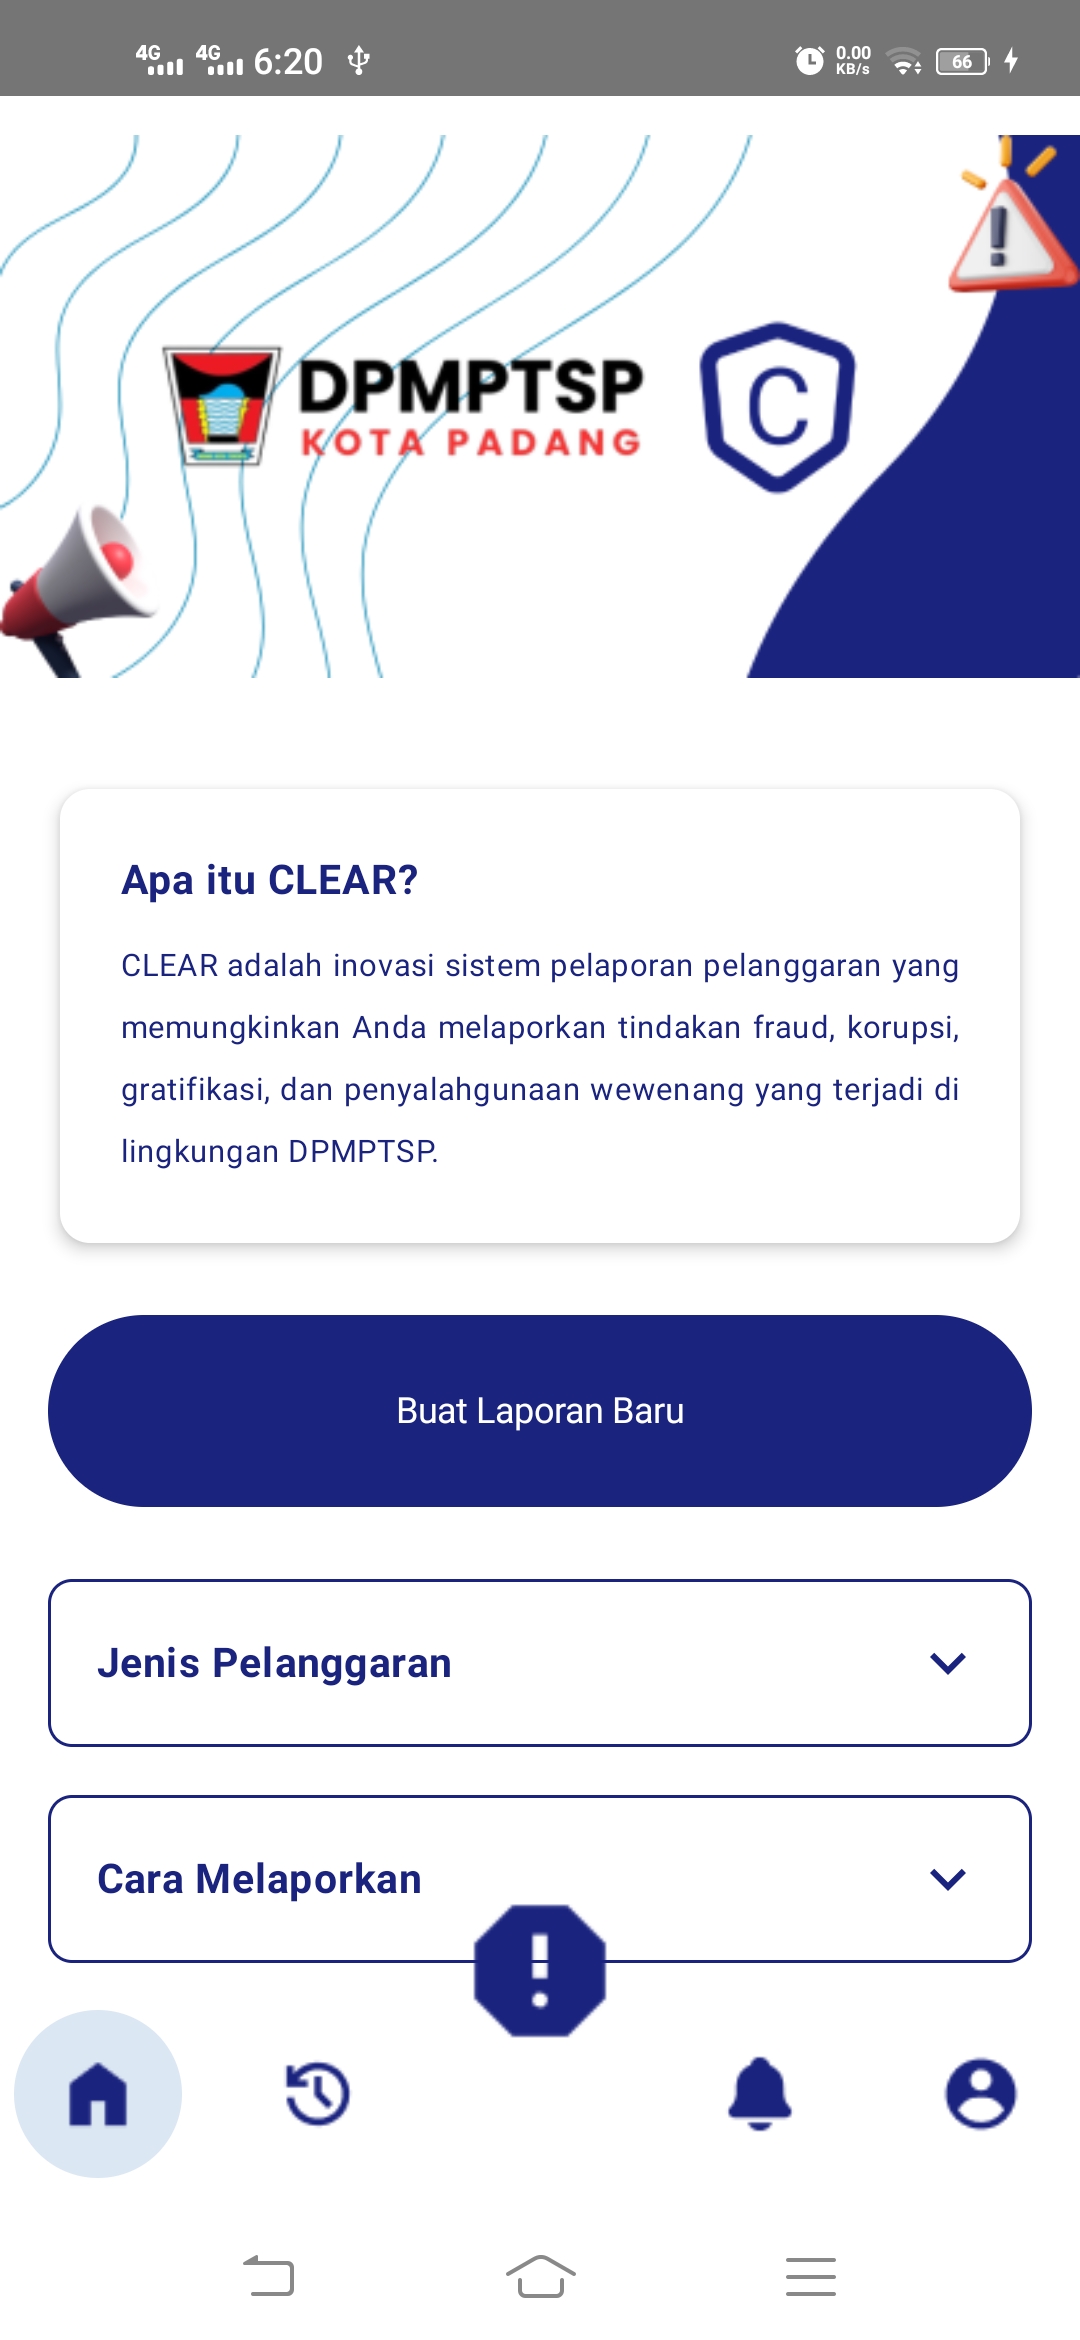 4G 4G 6:20 0.00 KB/s 66
DPMPTSP
KOTA PADANG
C
Apa itu CLEAR?
CLEAR adalah inovasi sistem pelaporan pelanggaran yang
memungkinkan Anda melaporkan tindakan fraud, korupsi,
gratifikasi, dan penyalahgunaan wewenang yang terjadi di
lingkungan DPMPTSP.
Buat Laporan Baru
Jenis Pelanggaran
Cara Melaporkan